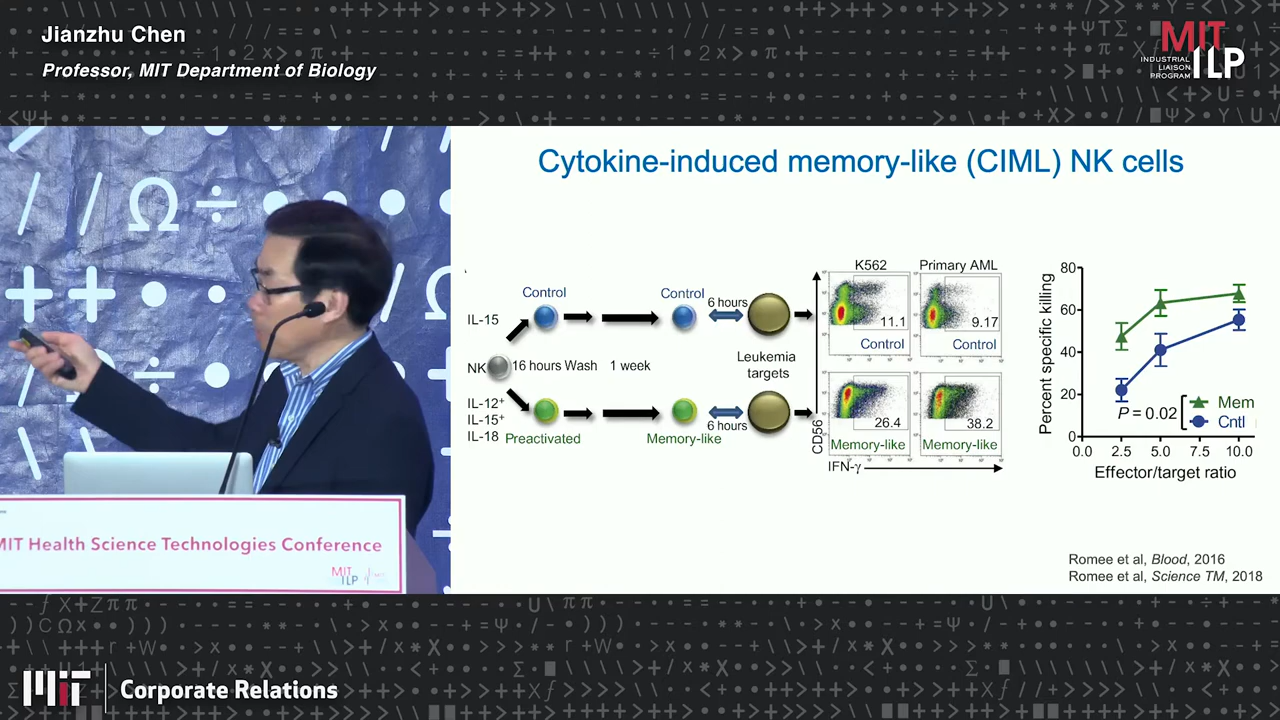 Jianzhu Chen
Professor, MIT Department of Biology
MIT
INDUSTRIAL
LIAISON
PROGRAM
ILP
Cytokine-induced memory-like (CIML) NK cells
IL-15
Control
Control
6 hours
NK
16 hours Wash
1 week
Leukemia
targets
IL-12+
IL-15+
IL-18
Preactivated
Memory-like
6 hours
K562
Primary AML
11.1
Control
9.17
Control
26.4
Memory-like
38.2
Memory-like
CD56
IFN-γ
Percent specific killing
80
60
40
20
0
0.0 2.5 5.0 7.5 10.0
Effector/target ratio
P = 0.02
Mem
Cntl
Romee et al, Blood, 2016
Romee et al, Science TM, 2018
MIT Health Science Technologies Conference
MIT
ILP
MIT
Corporate Relations